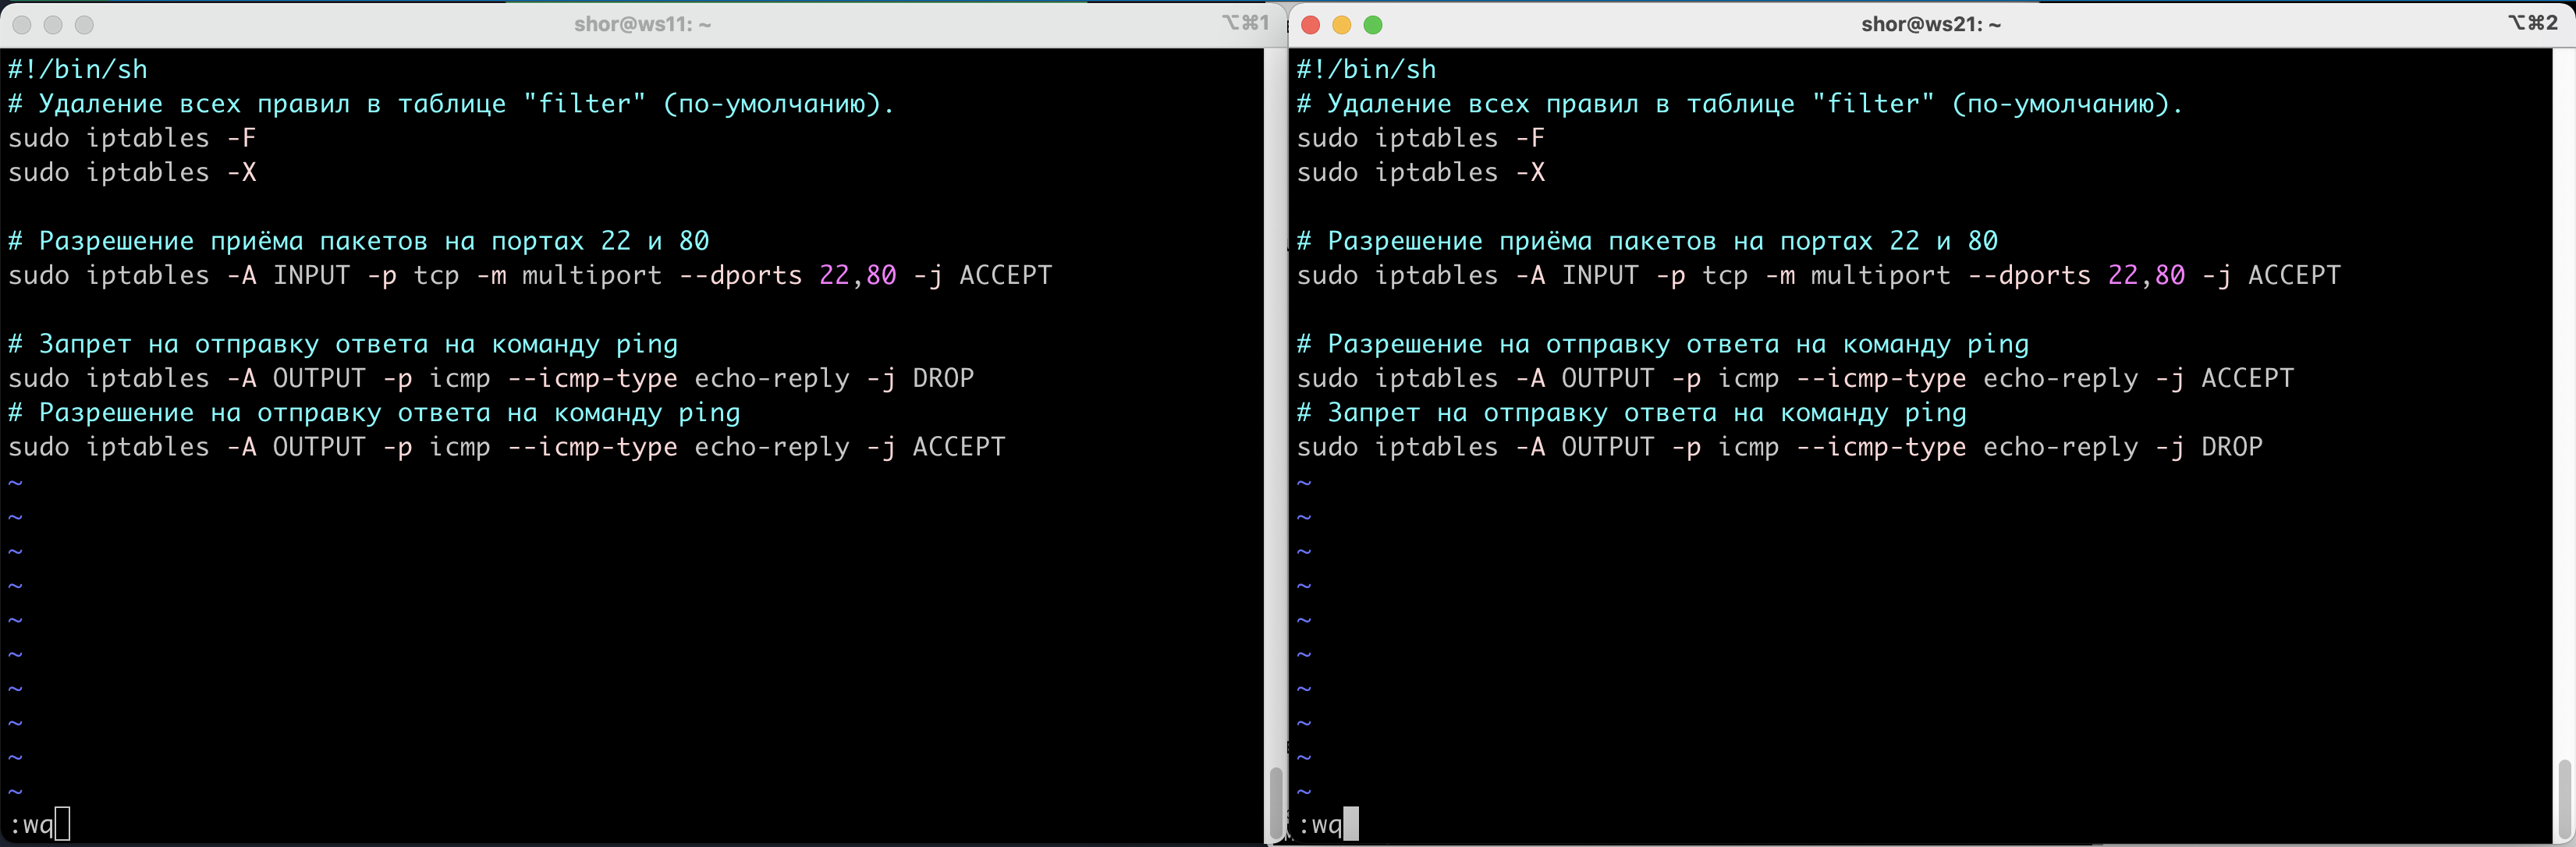 shor@ws11: ~
⌥⌘1
#!/bin/sh
# Удаление всех правил в таблице "filter" (по-умолчанию).
sudo iptables -F
sudo iptables -X
# Разрешение приёма пакетов на портах 22 и 80
sudo iptables -A INPUT -p tcp -m multiport --dports 22,80 -j ACCEPT
# Запрет на отправку ответа на команду ping
sudo iptables -A OUTPUT -p icmp --icmp-type echo-reply -j DROP
# Разрешение на отправку ответа на команду ping
sudo iptables -A OUTPUT -p icmp --icmp-type echo-reply -j ACCEPT
~
~
~
~
~
~
~
~
~
~
:wq
shor@ws21: ~
⌥⌘2
#!/bin/sh
# Удаление всех правил в таблице "filter" (по-умолчанию).
sudo iptables -F
sudo iptables -X
# Разрешение приёма пакетов на портах 22 и 80
sudo iptables -A INPUT -p tcp -m multiport --dports 22,80 -j ACCEPT
# Разрешение на отправку ответа на команду ping
sudo iptables -A OUTPUT -p icmp --icmp-type echo-reply -j ACCEPT
# Запрет на отправку ответа на команду ping
sudo iptables -A OUTPUT -p icmp --icmp-type echo-reply -j DROP
~
~
~
~
~
~
~
~
~
~
:wq